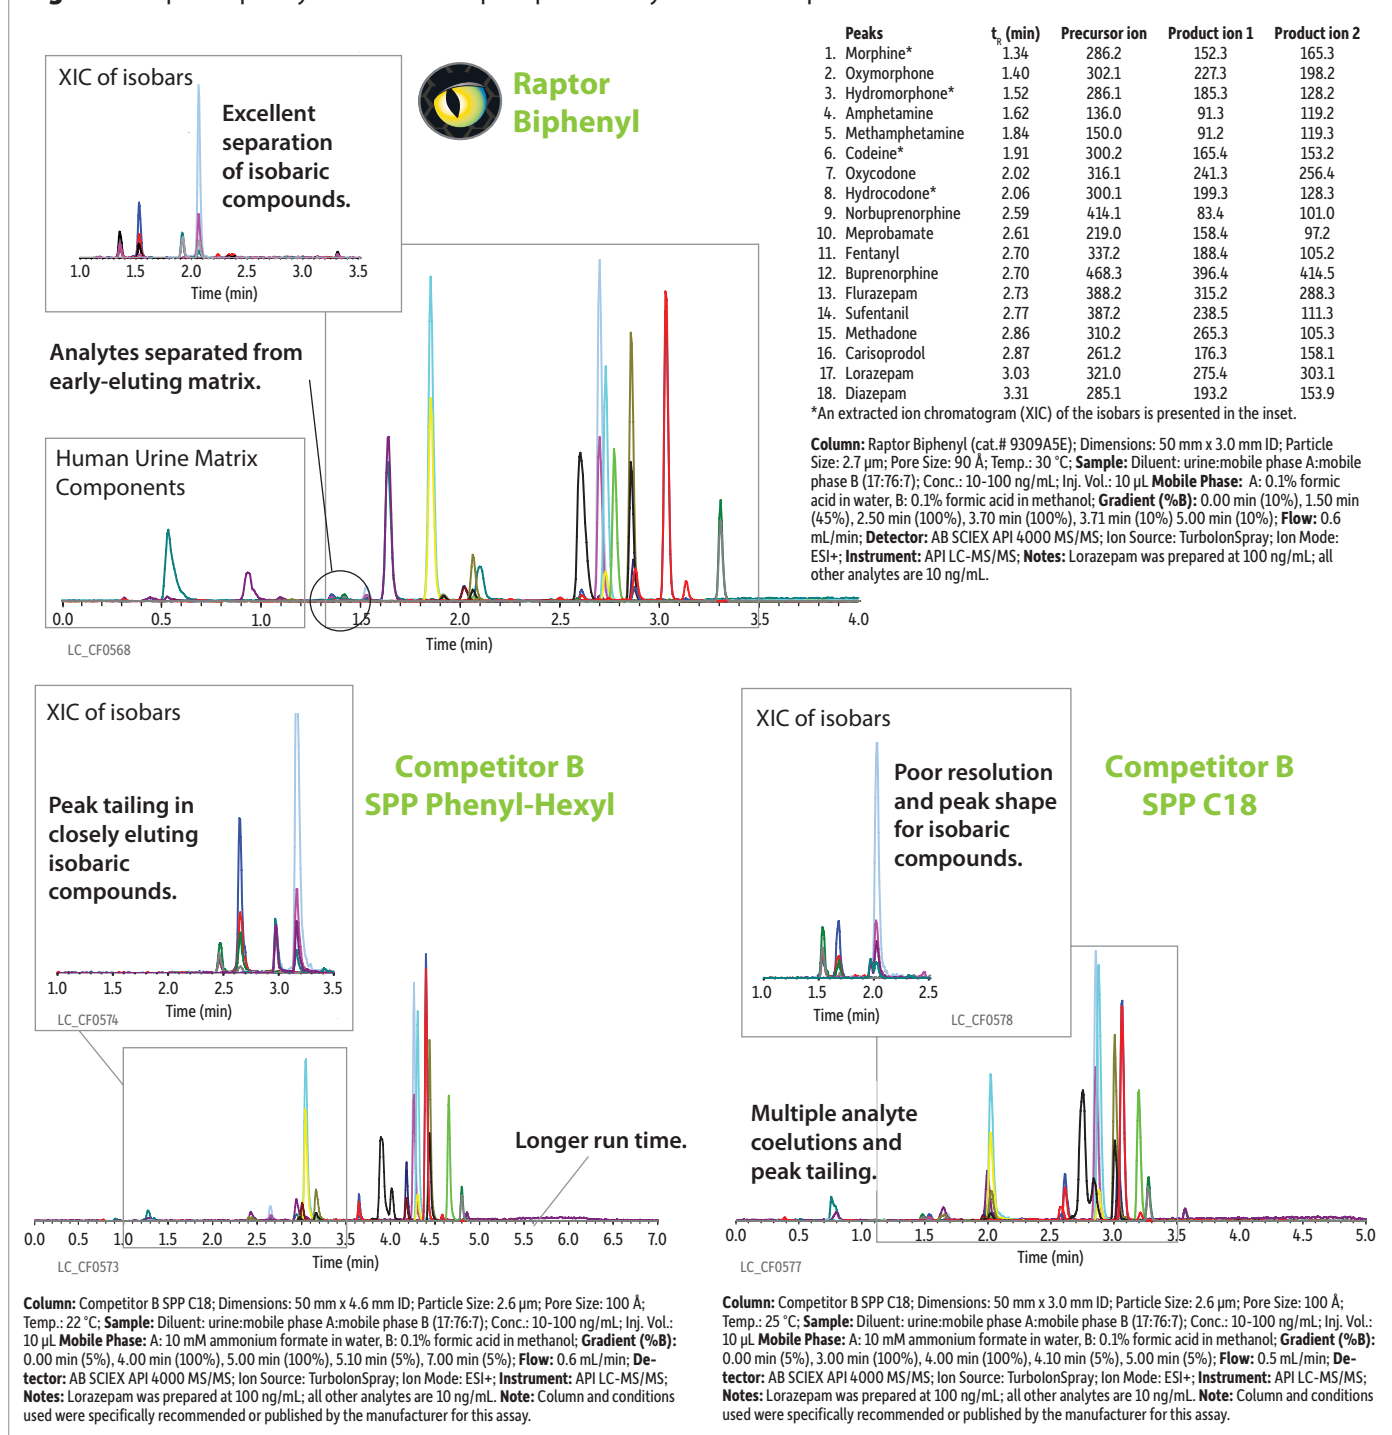 XIC of isobars
Excellent
separation
of isobaric
compounds.
1.0 1.5 2.0 2.5 3.0 3.5
Time (min)
Raptor
Biphenyl
Analytes separated from
early-eluting matrix.
Human Urine Matrix
Components
0.0 0.5 1.0 1.5 2.0 2.5 3.0 3.5 4.0
Time (min)
LC_CF0568
Peaks tR (min) Precursor ion Product ion 1 Product ion 2
1. Morphine* 1.34 286.2 152.3 165.3
2. Oxymorphone 1.40 302.1 227.3 198.2
3. Hydromorphone* 1.52 286.1 185.3 128.2
4. Amphetamine 1.62 136.0 91.3 119.2
5. Methamphetamine 1.84 150.0 91.2 119.3
6. Codeine* 1.91 300.2 165.4 153.2
7. Oxycodone 2.02 316.1 241.3 256.4
8. Hydrocodone* 2.06 300.1 199.3 128.3
9. Norbuprenorphine 2.59 414.1 83.4 101.0
10. Meprobamate 2.61 219.0 158.4 97.2
11. Fentanyl 2.70 337.2 188.4 105.2
12. Buprenorphine 2.70 468.3 396.4 414.5
13. Flurazepam 2.73 388.2 315.2 288.3
14. Sufentanil 2.77 387.2 238.5 111.3
15. Methadone 2.86 310.2 265.3 105.3
16. Carisoprodol 2.87 261.2 176.3 158.1
17. Lorazepam 3.03 321.0 275.4 303.1
18. Diazepam 3.31 285.1 193.2 153.9
*An extracted ion chromatogram (XIC) of the isobars is presented in the inset.
Column: Raptor Biphenyl (cat.# 9309A5E); Dimensions: 50 mm x 3.0 mm ID; Particle
Size: 2.7 µm; Pore Size: 90 Å; Temp.: 30 °C; Sample: Diluent: urine:mobile phase A:mobile
phase B (17:76:7); Conc.: 10-100 ng/mL; Inj. Vol.: 10 µL Mobile Phase: A: 0.1% formic
acid in water, B: 0.1% formic acid in methanol; Gradient (%B): 0.00 min (10%), 1.50 min
(45%), 2.50 min (100%), 3.70 min (100%), 3.71 min (10%) 5.00 min (10%); Flow: 0.6
mL/min; Detector: AB SCIEX API 4000 MS/MS; Ion Source: TurboIonSpray; Ion Mode:
ESI+; Instrument: API LC-MS/MS; Notes: Lorazepam was prepared at 100 ng/mL; all
other analytes are 10 ng/mL.
XIC of isobars
Peak tailing in
closely eluting
isobaric
compounds.
1.0 1.5 2.0 2.5 3.0 3.5
Time (min)
LC_CF0574
Competitor B
SPP Phenyl-Hexyl
Longer run time.
0.0 0.5 1.0 1.5 2.0 2.5 3.0 3.5 4.0 4.5 5.0 5.5 6.0 6.5 7.0
Time (min)
LC_CF0573
Column: Competitor B SPP C18; Dimensions: 50 mm x 4.6 mm ID; Particle Size: 2.6 µm; Pore Size: 100 Å;
Temp.: 22 °C; Sample: Diluent: urine:mobile phase A:mobile phase B (17:76:7); Conc.: 10-100 ng/mL; Inj. Vol.:
10 µL Mobile Phase: A: 10 mM ammonium formate in water, B: 0.1% formic acid in methanol; Gradient (%B):
0.00 min (5%), 4.00 min (100%), 5.00 min (100%), 5.10 min (5%), 7.00 min (5%); Flow: 0.6 mL/min; De-
tector: AB SCIEX API 4000 MS/MS; Ion Source: TurboIonSpray; Ion Mode: ESI+; Instrument: API LC-MS/MS;
Notes: Lorazepam was prepared at 100 ng/mL; all other analytes are 10 ng/mL. Note: Column and conditions
used were specifically recommended or published by the manufacturer for this assay.
XIC of isobars
Poor resolution
and peak shape
for isobaric
compounds.
1.0 1.5 2.0 2.5
Time (min)
LC_CF0578
Competitor B
SPP C18
Multiple analyte
coelutions and
peak tailing.
0.0 0.5 1.0 1.5 2.0 2.5 3.0 3.5 4.0 4.5 5.0
Time (min)
LC_CF0577
Column: Competitor B SPP C18; Dimensions: 50 mm x 3.0 mm ID; Particle Size: 2.6 µm; Pore Size: 100 Å;
Temp.: 25 °C; Sample: Diluent: urine:mobile phase A:mobile phase B (17:76:7); Conc.: 10-100 ng/mL; Inj. Vol.:
10 µL Mobile Phase: A: 10 mM ammonium formate in water, B: 0.1% formic acid in methanol; Gradient (%B):
0.00 min (5%), 3.00 min (100%), 4.00 min (100%), 4.10 min (5%), 5.00 min (5%); Flow: 0.5 mL/min; De-
tector: AB SCIEX API 4000 MS/MS; Ion Source: TurboIonSpray; Ion Mode: ESI+; Instrument: API LC-MS/MS;
Notes: Lorazepam was prepared at 100 ng/mL; all other analytes are 10 ng/mL. Note: Column and conditions
used were specifically recommended or published by the manufacturer for this assay.